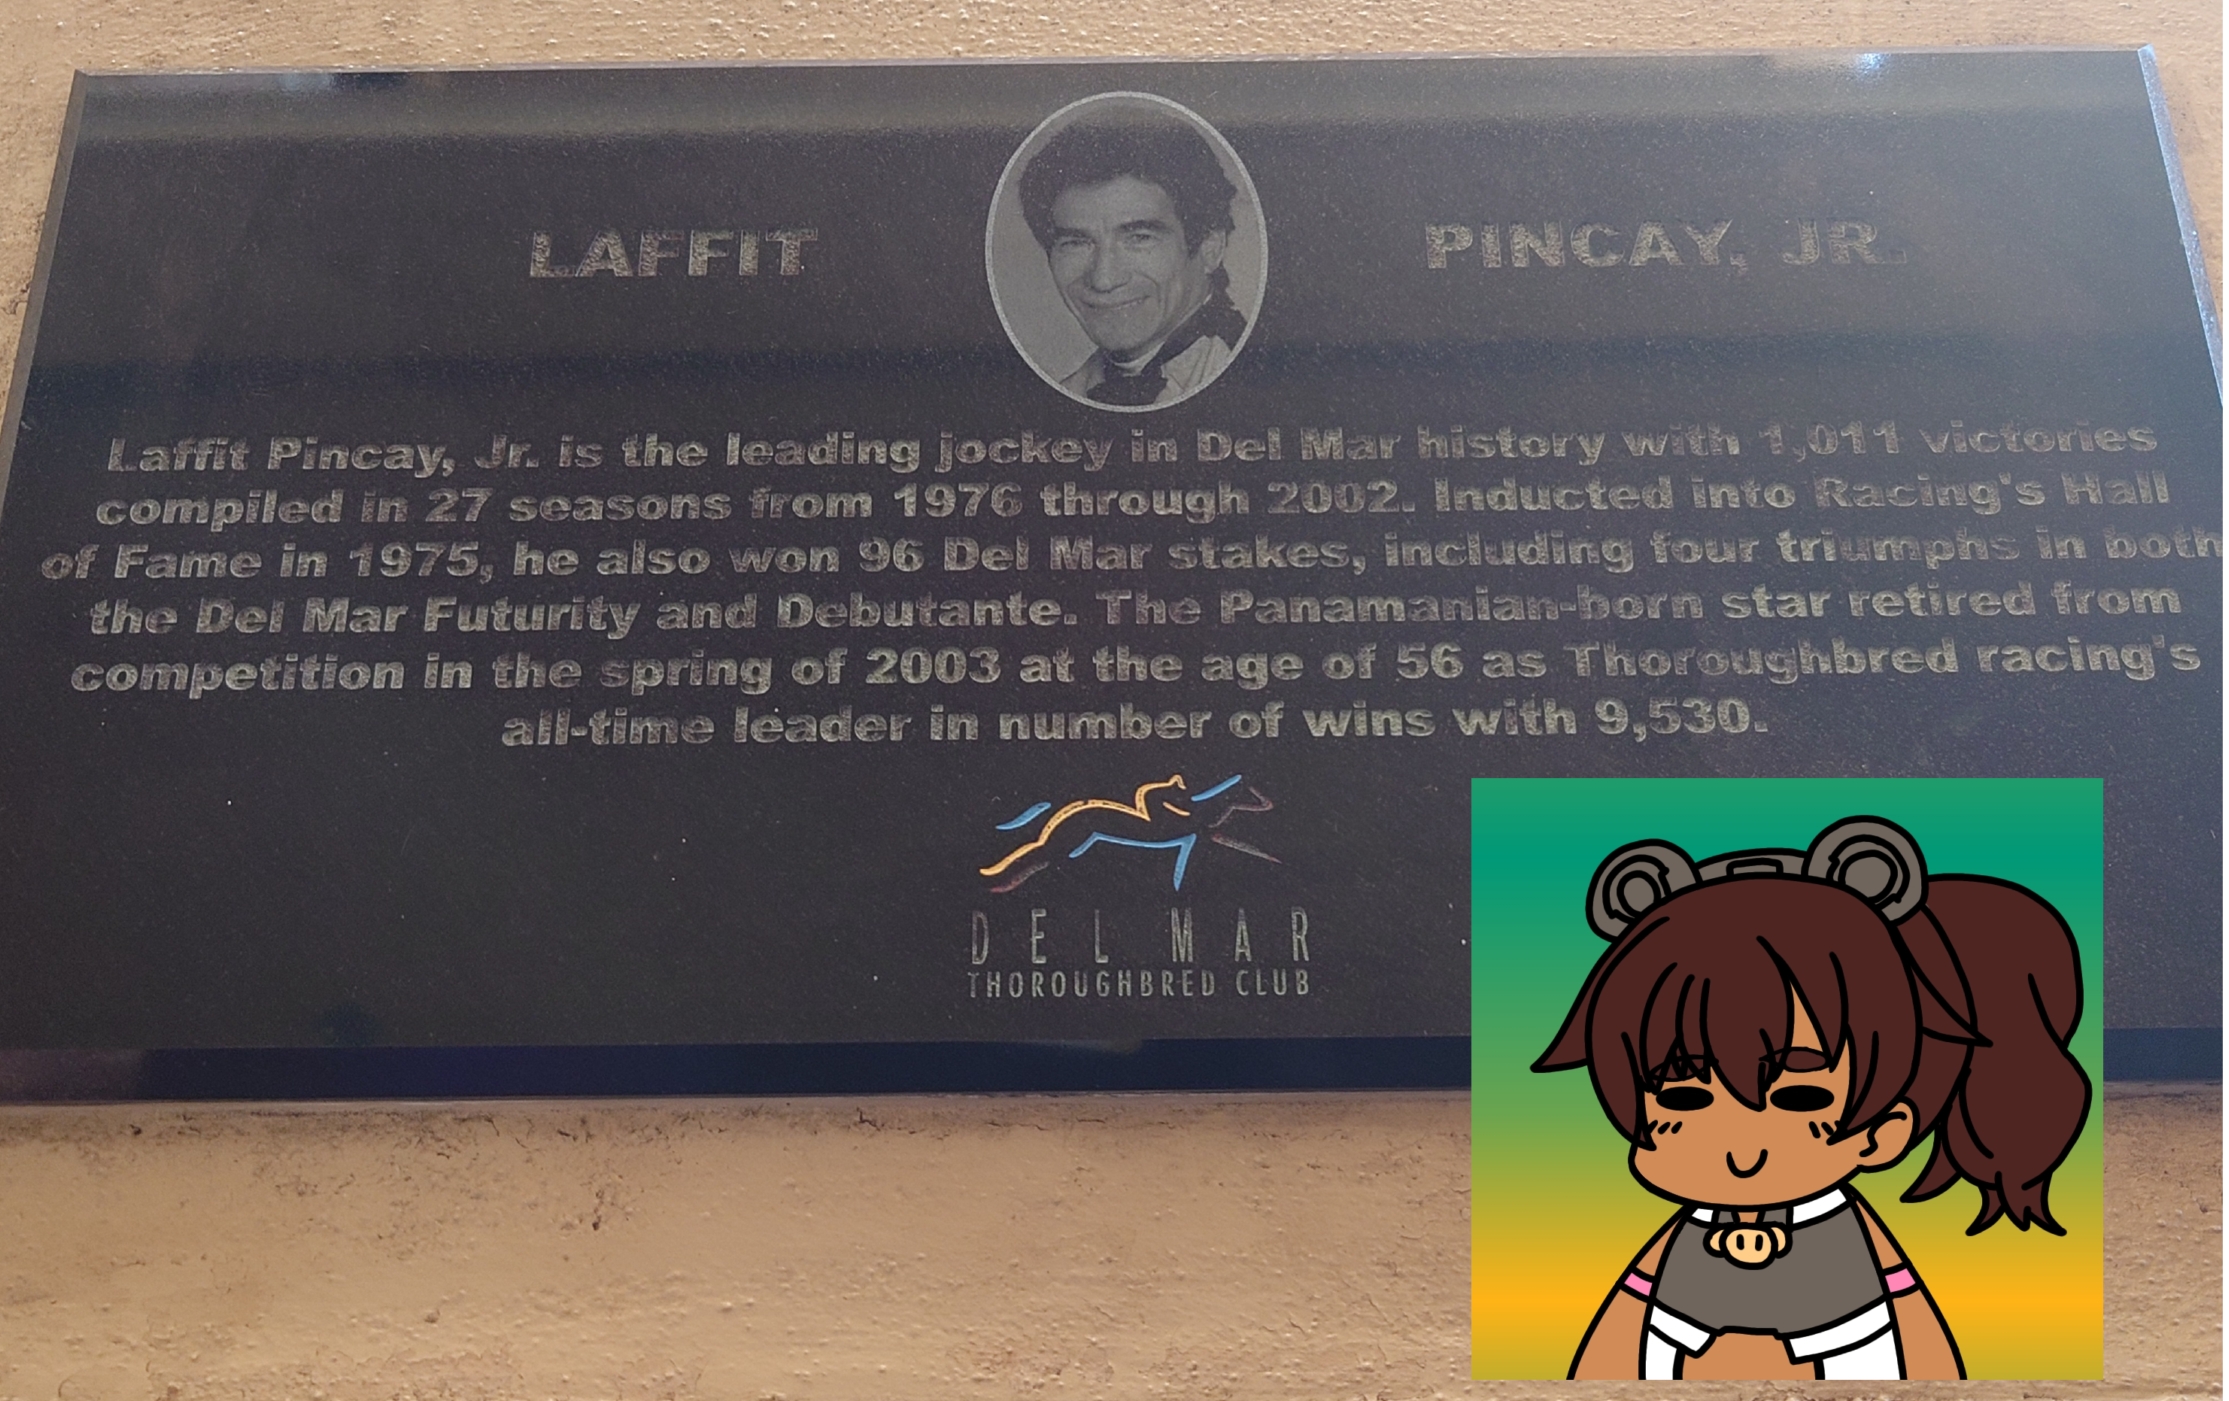 LAFFIT PINCAY, JR.
Laffit Pincay, Jr. is the leading jockey in Del Mar history with 1,011 victories
compiled in 27 seasons from 1976 through 2002. Inducted into Racing's Hall
of Fame in 1975, he also won 96 Del Mar stakes, including four triumphs in both
the Del Mar Futurity and Debutante. The Panamanian-born star retired from
competition in the spring of 2003 at the age of 56 as Thoroughbred racing's
all-time leader in number of wins with 9,530.
DEL MAR
THOROUGHBRED CLUB